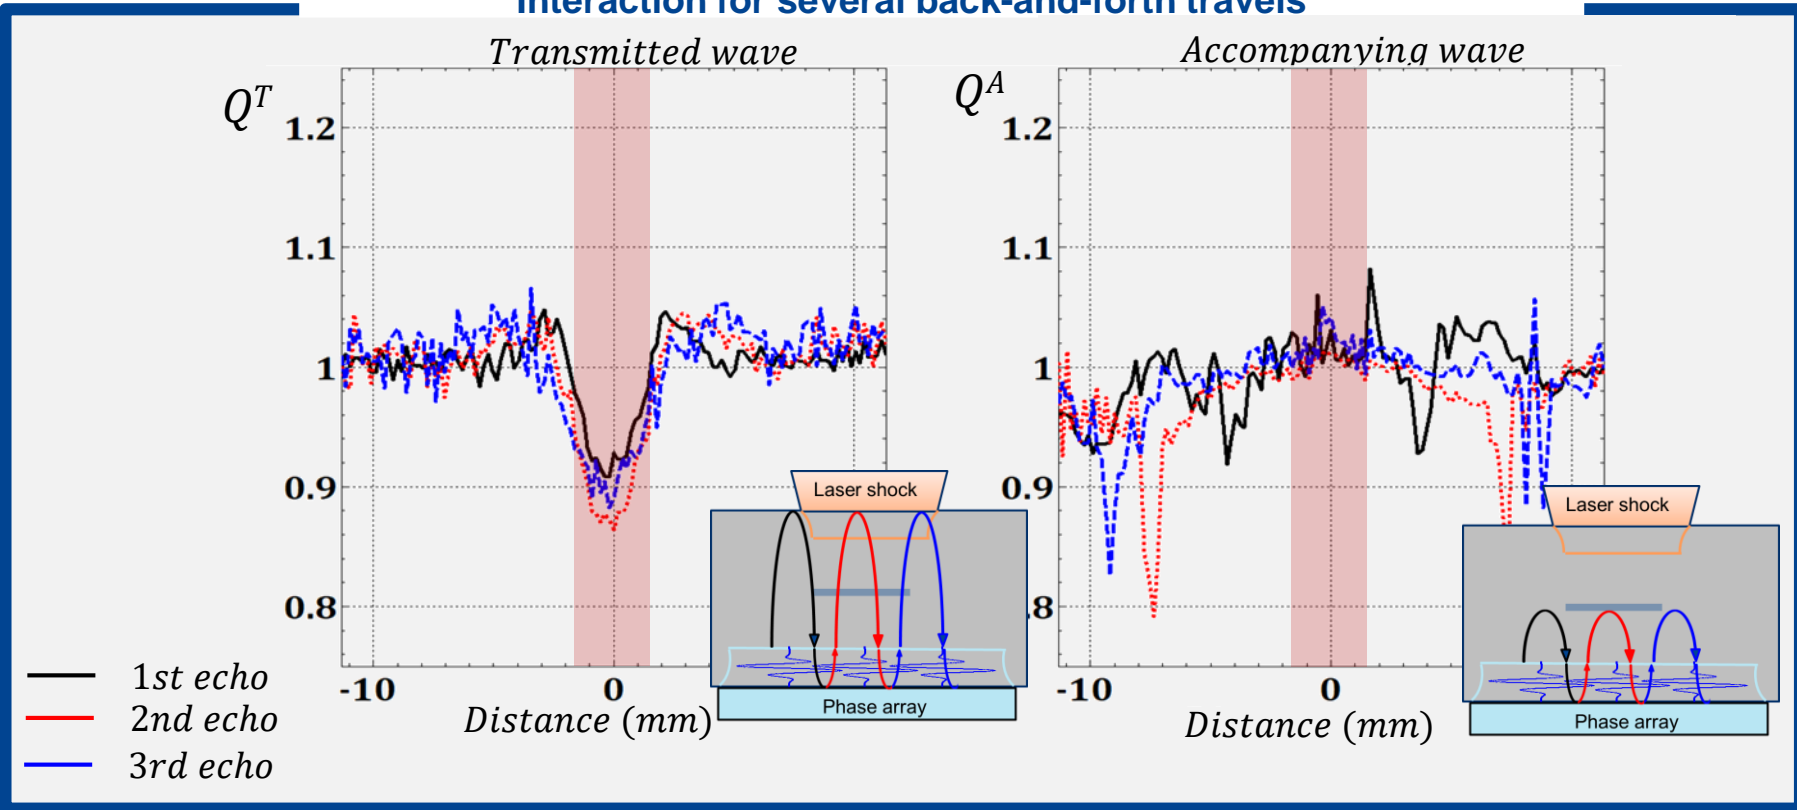 Interaction for several back-and-forth travels
Transmitted wave
Accompanying wave
Q^T
Q^A
1.2
1.1
1
0.9
0.8
-10
0
Distance (mm)
1.2
1.1
1
0.9
.8
-10
0
Distance (mm)
Laser shock
Phase array
Laser shock
Phase array
1st echo
2nd echo
3rd echo